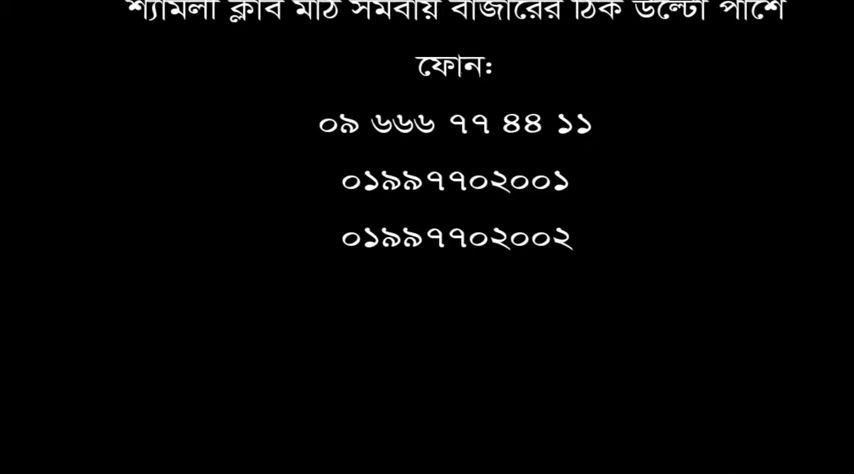 শ্যামলী ক্লাব মাঠ সমবায় বাজারের ঠিক উল্টো পাশে
ফোন:
০৯ ৬৬৬ ৭৭ ৪৪ ১১
০১৯৯৭৭০২০০১
০১৯৯৭৭০২০০২